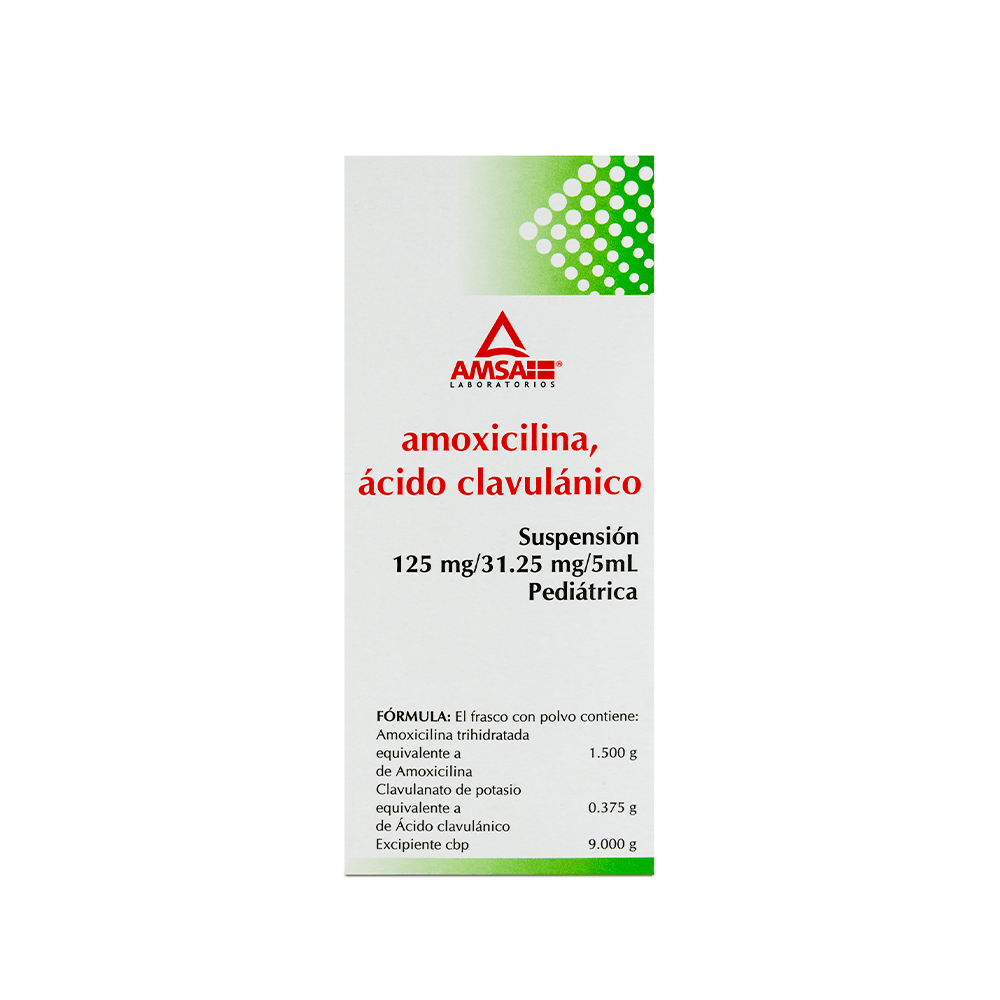 AMSA®
LABORATORIOS
amoxicilina,
ácido clavulánico
Suspensión
125 mg/31.25 mg/5mL
Pediátrica
FÓRMULA: El frasco con polvo contiene:
Amoxicilina trihidratada
equivalente a 1.500 g
de Amoxicilina
Clavulanato de potasio
equivalente a 0.375 g
de Ácido clavulánico
Excipiente cbp 9.000 g